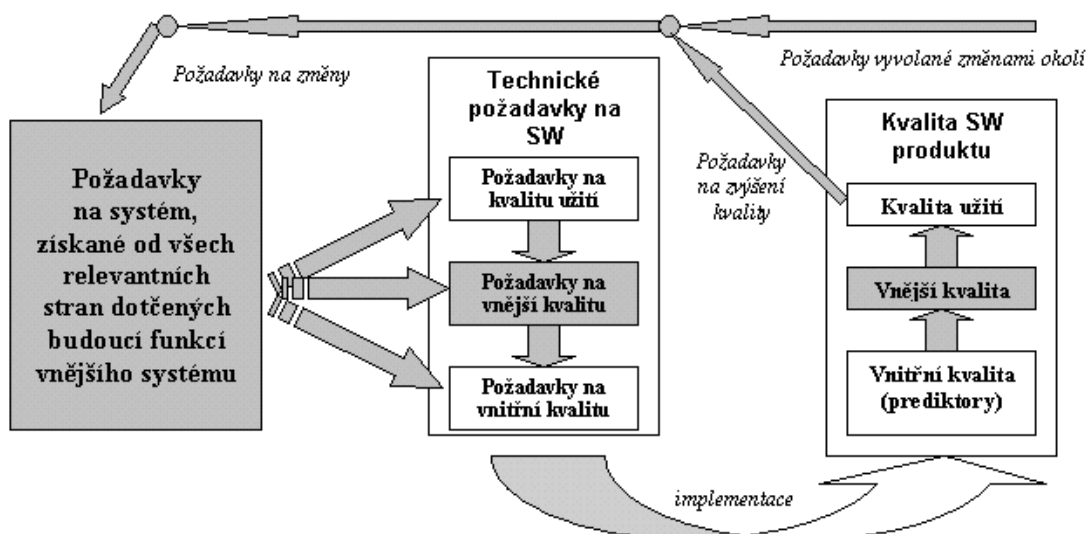 Požadavky na změny
Požadavky vyvolané změnami okolí
Požadavky
na systém,
získané od všech
relevantních
stran dotčených
budoucí funkcí
vnějšího systému
Technické
požadavky na
SW
Požadavky na
kvalitu užití
Požadavky na
vnější kvalitu
Požadavky na
vnitřní kvalitu
Požadavky
na zvýšení
kvality
Kvalita SW
produktu
Kvalita užití
Vnější kvalita
Vnitřní kvalita
(prediktory)
implementace